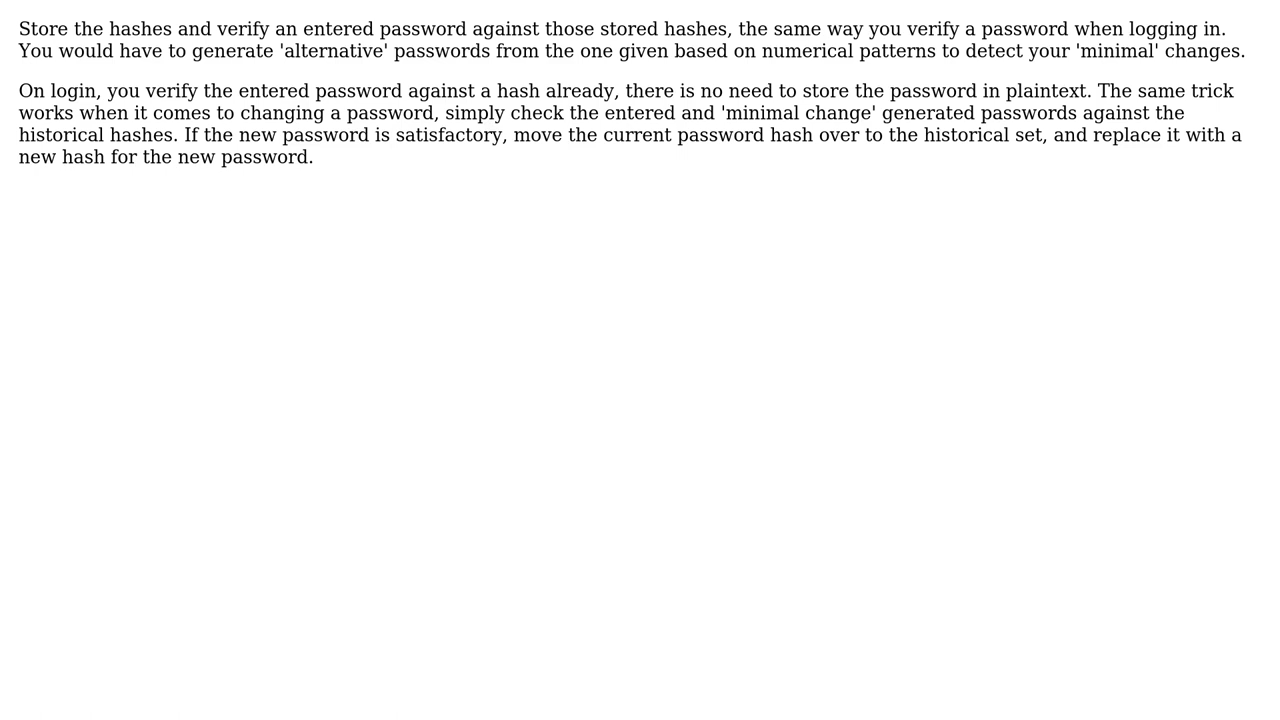 Store the hashes and verify an entered password against those stored hashes, the same way you verify a password when logging in.
You would have to generate 'alternative' passwords from the one given based on numerical patterns to detect your 'minimal' changes.
On login, you verify the entered password against a hash already, there is no need to store the password in plaintext. The same trick
works when it comes to changing a password, simply check the entered and 'minimal change' generated passwords against the
historical hashes. If the new password is satisfactory, move the current password hash over to the historical set, and replace it with a
new hash for the new password.